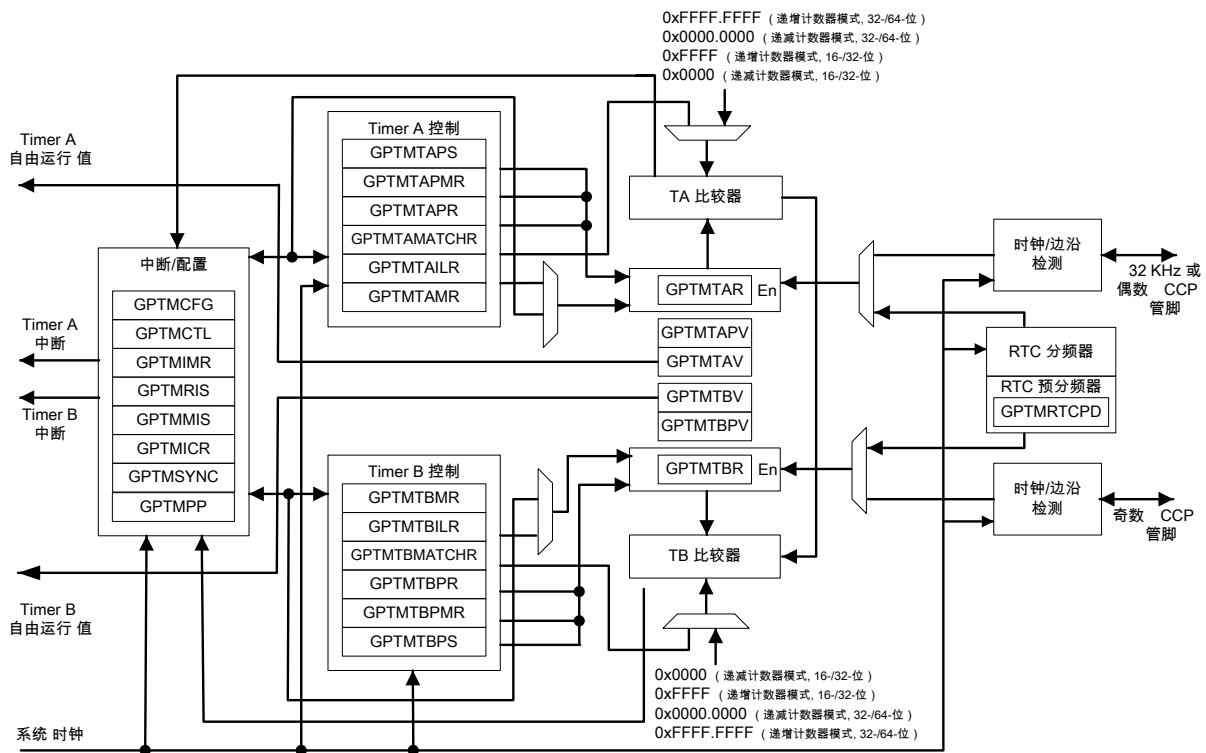 0xFFFF.FFFF （递增计数器模式, 32-/64-位）
0x0000.0000 （递减计数器模式, 32-/64-位）
0xFFFF （递增计数器模式, 16-/32-位）
0x0000 （递减计数器模式, 16-/32-位）
Timer A
自由运行 值
Timer A 控制
GPTMTAPS
GPTMTAPMR
GPTMTAPR
GPTMTAMATCHR
GPTMTAILR
GPTMTAMR
TA 比较器
GPTMTAR
En
GPTMTAPV
GPTMTAV
时钟/边沿
检测
32 KHz 或
偶数 CCP
管脚
中断/配置
GPTMCFG
GPTMCTL
GPTMIMR
GPTMRIS
GPTMMIS
GPTMICR
GPTMSYNC
GPTMPP
Timer A
中断
Timer B
中断
RTC 分频器
RTC 预分频器
GPTMRTCPD
GPTMTBV
GPTMTBPV
GPTMTBR
En
Timer B 控制
GPTMTBMR
GPTMTBILR
GPTMTBMATCHR
GPTMTBPR
GPTMTBPMR
GPTMTBPS
TB 比较器
时钟/边沿
检测
奇数 CCP
管脚
Timer B
自由运行 值
0x0000 （递减计数器模式, 16-/32-位）
0xFFFF （递增计数器模式, 16-/32-位）
0x0000.0000 （递减计数器模式, 32-/64-位）
0xFFFF.FFFF （递增计数器模式, 32-/64-位）
系统 时钟